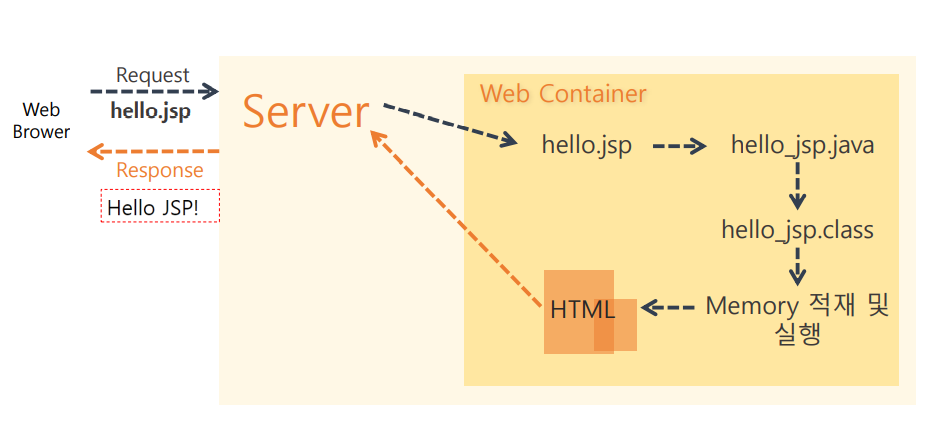 Request
hello.jsp
Web
Brower
Response
Hello JSP!
Server
Web Container
hello.jsp
hello_jsp.java
hello_jsp.class
Memory 적재 및
실행
HTML